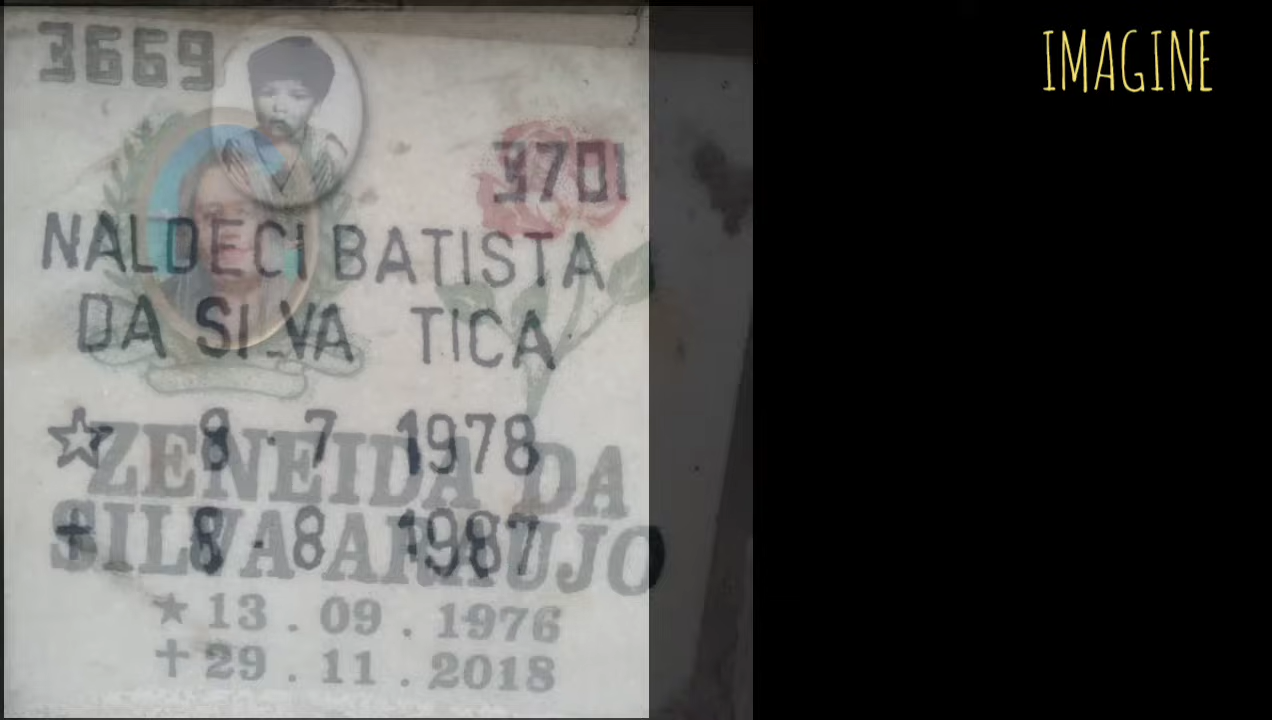 IMAGINE
3669
3701
NALDECI BATISTA
DA SILVA TICA
☆ 8 · 7 1978
✝ 8 · 8 1987
ZENEIDA DA
SILVA ARAUJO
★ 13 . 09 . 1976
✝ 29 . 11 . 2018